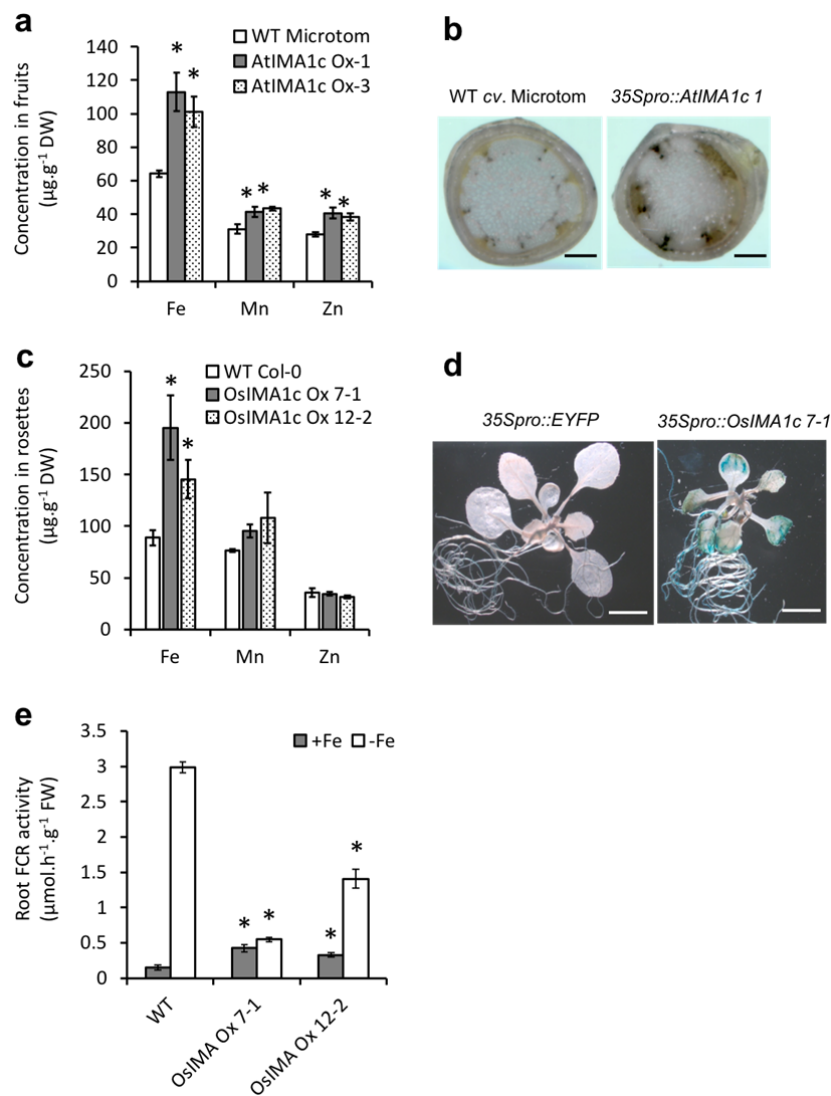 a
Concentration in fruits
(µg.g⁻¹ DW)
140
120
100
80
60
40
20
0
WT Microtom
AtIMA1c Ox-1
AtIMA1c Ox-3
*
*
* *
* *
Fe Mn Zn
b
WT cv. Microtom 35Spro::AtIMA1c 1
c
Concentration in rosettes
(µg.g⁻¹ DW)
250
200
150
100
50
0
WT Col-0
OsIMA1c Ox 7-1
OsIMA1c Ox 12-2
*
*
Fe Mn Zn
d
35Spro::EYFP 35Spro::OsIMA1c 7-1
e
Root FCR activity
(µmol.h⁻¹.g⁻¹ FW)
3.5
3
2.5
2
1.5
1
0.5
0
+Fe -Fe
* *
* *
WT
OsIMA Ox 7-1
OsIMA Ox 12-2